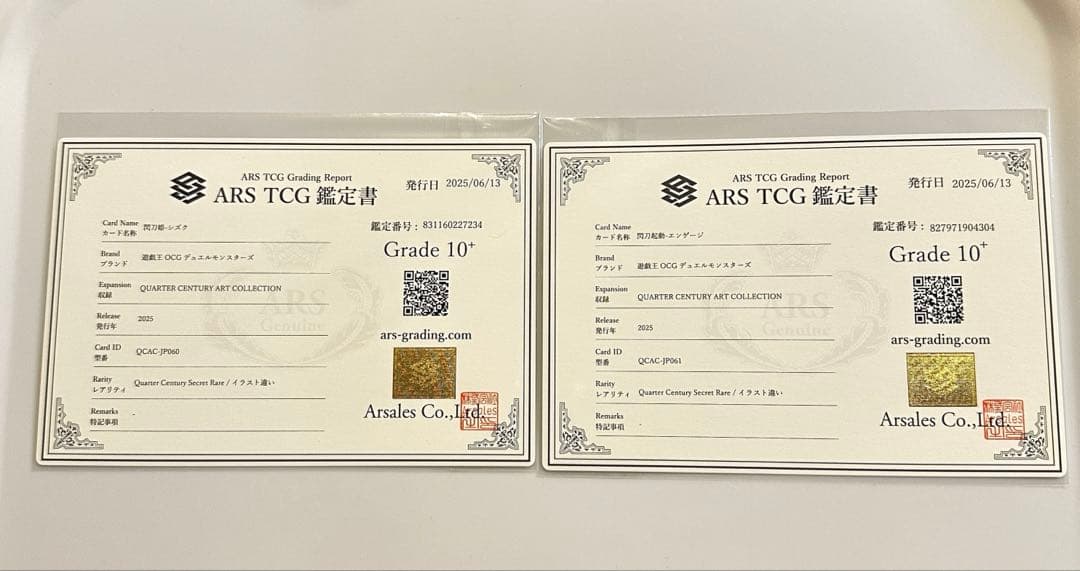 ARS TCG Grading Report
ARS TCG 鑑定書
発行日 2025/06/13
Card Name
カード名称 閃刀姫-シズク
鑑定番号: 831160227234
Grade 10+
Brand
ブランド 遊戯王 OCG デュエルモンスターズ
Expansion
収録 QUARTER CENTURY ART COLLECTION
ARS
Genuine
Release
発行年 2025
ars-grading.com
Card ID
型番 QCAC-JP060
Rarity
レアリティ Quarter Century Secret Rare / イラスト違い
Remarks
特記事項 -
Arsales Co.,Ltd.
Arsales
ARS TCG Grading Report
ARS TCG 鑑定書
発行日 2025/06/13
Card Name
カード名称 閃刀起動-エンゲージ
鑑定番号: 827971904304
Grade 10+
Brand
ブランド 遊戯王 OCG デュエルモンスターズ
Expansion
収録 QUARTER CENTURY ART COLLECTION
ARS
Genuine
Release
発行年 2025
ars-grading.com
Card ID
型番 QCAC-JP061
Rarity
レアリティ Quarter Century Secret Rare / イラスト違い
Remarks
特記事項 -
Arsales Co.,Ltd.
Arsales